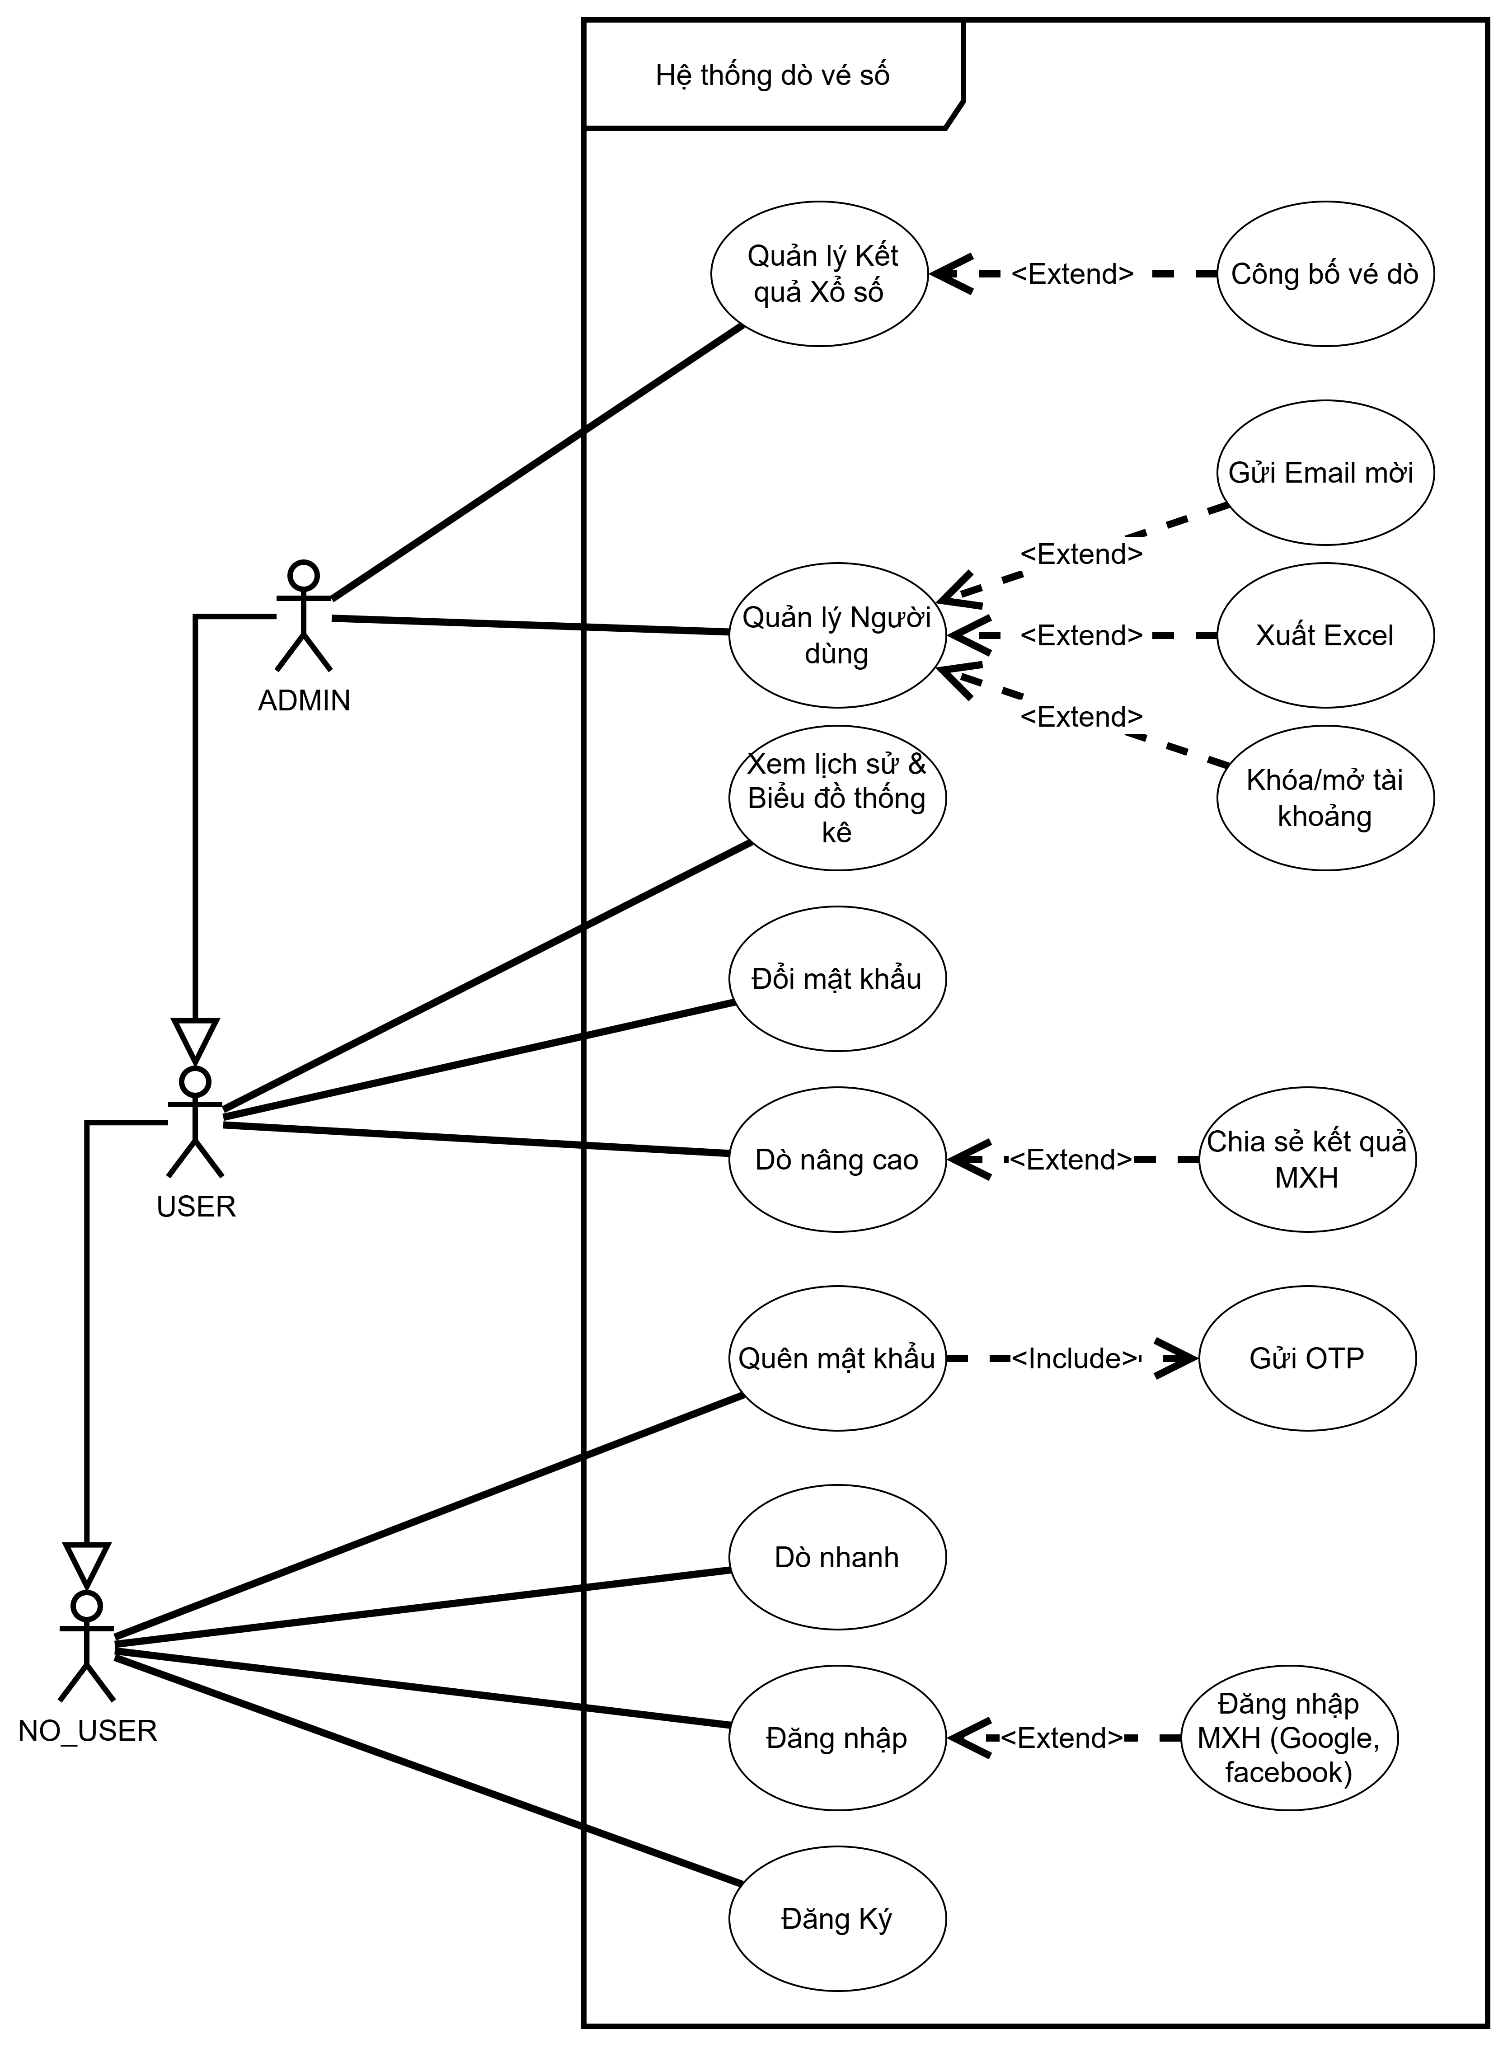 Hệ thống dò vé số
Quản lý Kết
quả Xổ số
<Extend>
Công bố vé dò
Gửi Email mời
<Extend>
ADMIN
Quản lý Người
dùng
<Extend>
Xuất Excel
<Extend>
Khóa/mở tài
khoảng
Xem lịch sử &
Biểu đồ thống
kê
Đổi mật khẩu
USER
Dò nâng cao
<Extend>
Chia sẻ kết quả
MXH
Quên mật khẩu
<Include>
Gửi OTP
Dò nhanh
NO_USER
Đăng nhập
<Extend>
Đăng nhập
MXH (Google,
facebook)
Đăng Ký